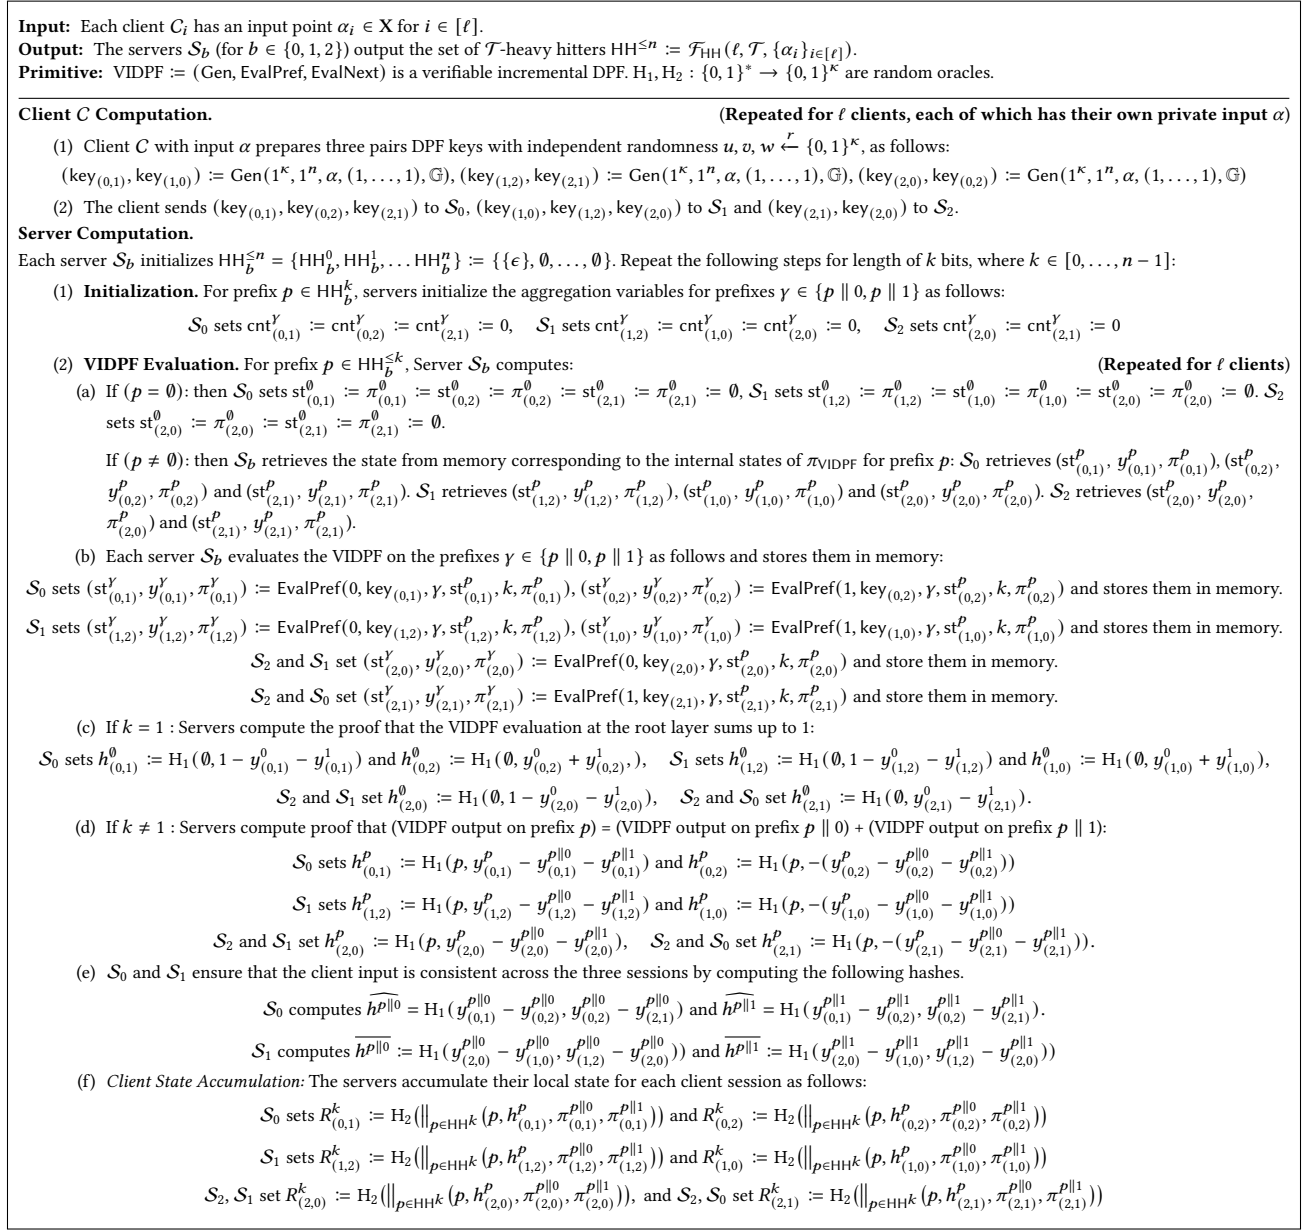 Input: Each client 𝒞_i has an input point α_i ∈ X for i ∈ [ℓ].
Output: The servers 𝒮_b (for b ∈ {0, 1, 2}) output the set of 𝒯-heavy hitters HH^{≤n} := ℱ_HH(ℓ, 𝒯, {α_i}_{i∈[ℓ]}).
Primitive: VIDPF := (Gen, EvalPref, EvalNext) is a verifiable incremental DPF. H_1, H_2 : {0, 1}^* → {0, 1}^κ are random oracles.
Client 𝒞 Computation. (Repeated for ℓ clients, each of which has their own private input α)
(1) Client 𝒞 with input α prepares three pairs DPF keys with independent randomness u, v, w ←^r {0, 1}^κ, as follows:
(key_{(0,1)}, key_{(1,0)}) := Gen(1^κ, 1^n, α, (1, . . . , 1), 𝔾), (key_{(1,2)}, key_{(2,1)}) := Gen(1^κ, 1^n, α, (1, . . . , 1), 𝔾), (key_{(2,0)}, key_{(0,2)}) := Gen(1^κ, 1^n, α, (1, . . . , 1), 𝔾)
(2) The client sends (key_{(0,1)}, key_{(0,2)}, key_{(2,1)}) to 𝒮_0, (key_{(1,0)}, key_{(1,2)}, key_{(2,0)}) to 𝒮_1 and (key_{(2,1)}, key_{(2,0)}) to 𝒮_2.
Server Computation.
Each server 𝒮_b initializes HH_b^{≤n} = {HH_b^0, HH_b^1, . . . HH_b^n} := {{ϵ}, ∅, . . . , ∅}. Repeat the following steps for length of k bits, where k ∈ [0, . . . , n − 1]:
(1) Initialization. For prefix p ∈ HH_b^k, servers initialize the aggregation variables for prefixes γ ∈ {p ∥ 0, p ∥ 1} as follows:
𝒮_0 sets cnt^γ_{(0,1)} := cnt^γ_{(0,2)} := cnt^γ_{(2,1)} := 0, 𝒮_1 sets cnt^γ_{(1,2)} := cnt^γ_{(1,0)} := cnt^γ_{(2,0)} := 0, 𝒮_2 sets cnt^γ_{(2,0)} := cnt^γ_{(2,1)} := 0
(2) VIDPF Evaluation. For prefix p ∈ HH_b^{≤k}, Server 𝒮_b computes: (Repeated for ℓ clients)
(a) If (p = ∅): then 𝒮_0 sets st^∅_{(0,1)} := π^∅_{(0,1)} := st^∅_{(0,2)} := π^∅_{(0,2)} := st^∅_{(2,1)} := π^∅_{(2,1)} := ∅, 𝒮_1 sets st^∅_{(1,2)} := π^∅_{(1,2)} := st^∅_{(1,0)} := π^∅_{(1,0)} := st^∅_{(2,0)} := π^∅_{(2,0)} := ∅. 𝒮_2
sets st^∅_{(2,0)} := π^∅_{(2,0)} := st^∅_{(2,1)} := π^∅_{(2,1)} := ∅.
If (p ≠ ∅): then 𝒮_b retrieves the state from memory corresponding to the internal states of π_VIDPF for prefix p: 𝒮_0 retrieves (st^p_{(0,1)}, y^p_{(0,1)}, π^p_{(0,1)}), (st^p_{(0,2)},
y^p_{(0,2)}, π^p_{(0,2)}) and (st^p_{(2,1)}, y^p_{(2,1)}, π^p_{(2,1)}). 𝒮_1 retrieves (st^p_{(1,2)}, y^p_{(1,2)}, π^p_{(1,2)}), (st^p_{(1,0)}, y^p_{(1,0)}, π^p_{(1,0)}) and (st^p_{(2,0)}, y^p_{(2,0)}, π^p_{(2,0)}). 𝒮_2 retrieves (st^p_{(2,0)}, y^p_{(2,0)},
π^p_{(2,0)}) and (st^p_{(2,1)}, y^p_{(2,1)}, π^p_{(2,1)}).
(b) Each server 𝒮_b evaluates the VIDPF on the prefixes γ ∈ {p ∥ 0, p ∥ 1} as follows and stores them in memory:
𝒮_0 sets (st^γ_{(0,1)}, y^γ_{(0,1)}, π^γ_{(0,1)}) := EvalPref(0, key_{(0,1)}, γ, st^p_{(0,1)}, k, π^p_{(0,1)}), (st^γ_{(0,2)}, y^γ_{(0,2)}, π^γ_{(0,2)}) := EvalPref(1, key_{(0,2)}, γ, st^p_{(0,2)}, k, π^p_{(0,2)}) and stores them in memory.
𝒮_1 sets (st^γ_{(1,2)}, y^γ_{(1,2)}, π^γ_{(1,2)}) := EvalPref(0, key_{(1,2)}, γ, st^p_{(1,2)}, k, π^p_{(1,2)}), (st^γ_{(1,0)}, y^γ_{(1,0)}, π^γ_{(1,0)}) := EvalPref(1, key_{(1,0)}, γ, st^p_{(1,0)}, k, π^p_{(1,0)}) and stores them in memory.
𝒮_2 and 𝒮_1 set (st^γ_{(2,0)}, y^γ_{(2,0)}, π^γ_{(2,0)}) := EvalPref(0, key_{(2,0)}, γ, st^p_{(2,0)}, k, π^p_{(2,0)}) and store them in memory.
𝒮_2 and 𝒮_0 set (st^γ_{(2,1)}, y^γ_{(2,1)}, π^γ_{(2,1)}) := EvalPref(1, key_{(2,1)}, γ, st^p_{(2,1)}, k, π^p_{(2,1)}) and store them in memory.
(c) If k = 1 : Servers compute the proof that the VIDPF evaluation at the root layer sums up to 1:
𝒮_0 sets h^∅_{(0,1)} := H_1(∅, 1 − y^0_{(0,1)} − y^1_{(0,1)}) and h^∅_{(0,2)} := H_1(∅, y^0_{(0,2)} + y^1_{(0,2)}, ), 𝒮_1 sets h^∅_{(1,2)} := H_1(∅, 1 − y^0_{(1,2)} − y^1_{(1,2)}) and h^∅_{(1,0)} := H_1(∅, y^0_{(1,0)} + y^1_{(1,0)}),
𝒮_2 and 𝒮_1 set h^∅_{(2,0)} := H_1(∅, 1 − y^0_{(2,0)} − y^1_{(2,0)}), 𝒮_2 and 𝒮_0 set h^∅_{(2,1)} := H_1(∅, y^0_{(2,1)} − y^1_{(2,1)}).
(d) If k ≠ 1 : Servers compute proof that (VIDPF output on prefix p) = (VIDPF output on prefix p ∥ 0) + (VIDPF output on prefix p ∥ 1):
𝒮_0 sets h^p_{(0,1)} := H_1(p, y^p_{(0,1)} − y^{p∥0}_{(0,1)} − y^{p∥1}_{(0,1)}) and h^p_{(0,2)} := H_1(p, −(y^p_{(0,2)} − y^{p∥0}_{(0,2)} − y^{p∥1}_{(0,2)}))
𝒮_1 sets h^p_{(1,2)} := H_1(p, y^p_{(1,2)} − y^{p∥0}_{(1,2)} − y^{p∥1}_{(1,2)}) and h^p_{(1,0)} := H_1(p, −(y^p_{(1,0)} − y^{p∥0}_{(1,0)} − y^{p∥1}_{(1,0)}))
𝒮_2 and 𝒮_1 set h^p_{(2,0)} := H_1(p, y^p_{(2,0)} − y^{p∥0}_{(2,0)} − y^{p∥1}_{(2,0)}), 𝒮_2 and 𝒮_0 set h^p_{(2,1)} := H_1(p, −(y^p_{(2,1)} − y^{p∥0}_{(2,1)} − y^{p∥1}_{(2,1)})).
(e) 𝒮_0 and 𝒮_1 ensure that the client input is consistent across the three sessions by computing the following hashes.
𝒮_0 computes \widehat{h^{p∥0}} = H_1(y^{p∥0}_{(0,1)} − y^{p∥0}_{(0,2)}, y^{p∥0}_{(0,2)} − y^{p∥0}_{(2,1)}) and \widehat{h^{p∥1}} = H_1(y^{p∥1}_{(0,1)} − y^{p∥1}_{(0,2)}, y^{p∥1}_{(0,2)} − y^{p∥1}_{(2,1)}).
𝒮_1 computes \overline{h^{p∥0}} := H_1(y^{p∥0}_{(2,0)} − y^{p∥0}_{(1,0)}, y^{p∥0}_{(1,2)} − y^{p∥0}_{(2,0)})) and \overline{h^{p∥1}} := H_1(y^{p∥1}_{(2,0)} − y^{p∥1}_{(1,0)}, y^{p∥1}_{(1,2)} − y^{p∥1}_{(2,0)}))
(f) Client State Accumulation: The servers accumulate their local state for each client session as follows:
𝒮_0 sets R^k_{(0,1)} := H_2(∥_{p∈HH^k} (p, h^p_{(0,1)}, π^{p∥0}_{(0,1)}, π^{p∥1}_{(0,1)})) and R^k_{(0,2)} := H_2(∥_{p∈HH^k} (p, h^p_{(0,2)}, π^{p∥0}_{(0,2)}, π^{p∥1}_{(0,2)}))
𝒮_1 sets R^k_{(1,2)} := H_2(∥_{p∈HH^k} (p, h^p_{(1,2)}, π^{p∥0}_{(1,2)}, π^{p∥1}_{(1,2)})) and R^k_{(1,0)} := H_2(∥_{p∈HH^k} (p, h^p_{(1,0)}, π^{p∥0}_{(1,0)}, π^{p∥1}_{(1,0)}))
𝒮_2, 𝒮_1 set R^k_{(2,0)} := H_2(∥_{p∈HH^k} (p, h^p_{(2,0)}, π^{p∥0}_{(2,0)}, π^{p∥1}_{(2,0)})), and 𝒮_2, 𝒮_0 set R^k_{(2,1)} := H_2(∥_{p∈HH^k} (p, h^p_{(2,1)}, π^{p∥0}_{(2,1)}, π^{p∥1}_{(2,1)}))